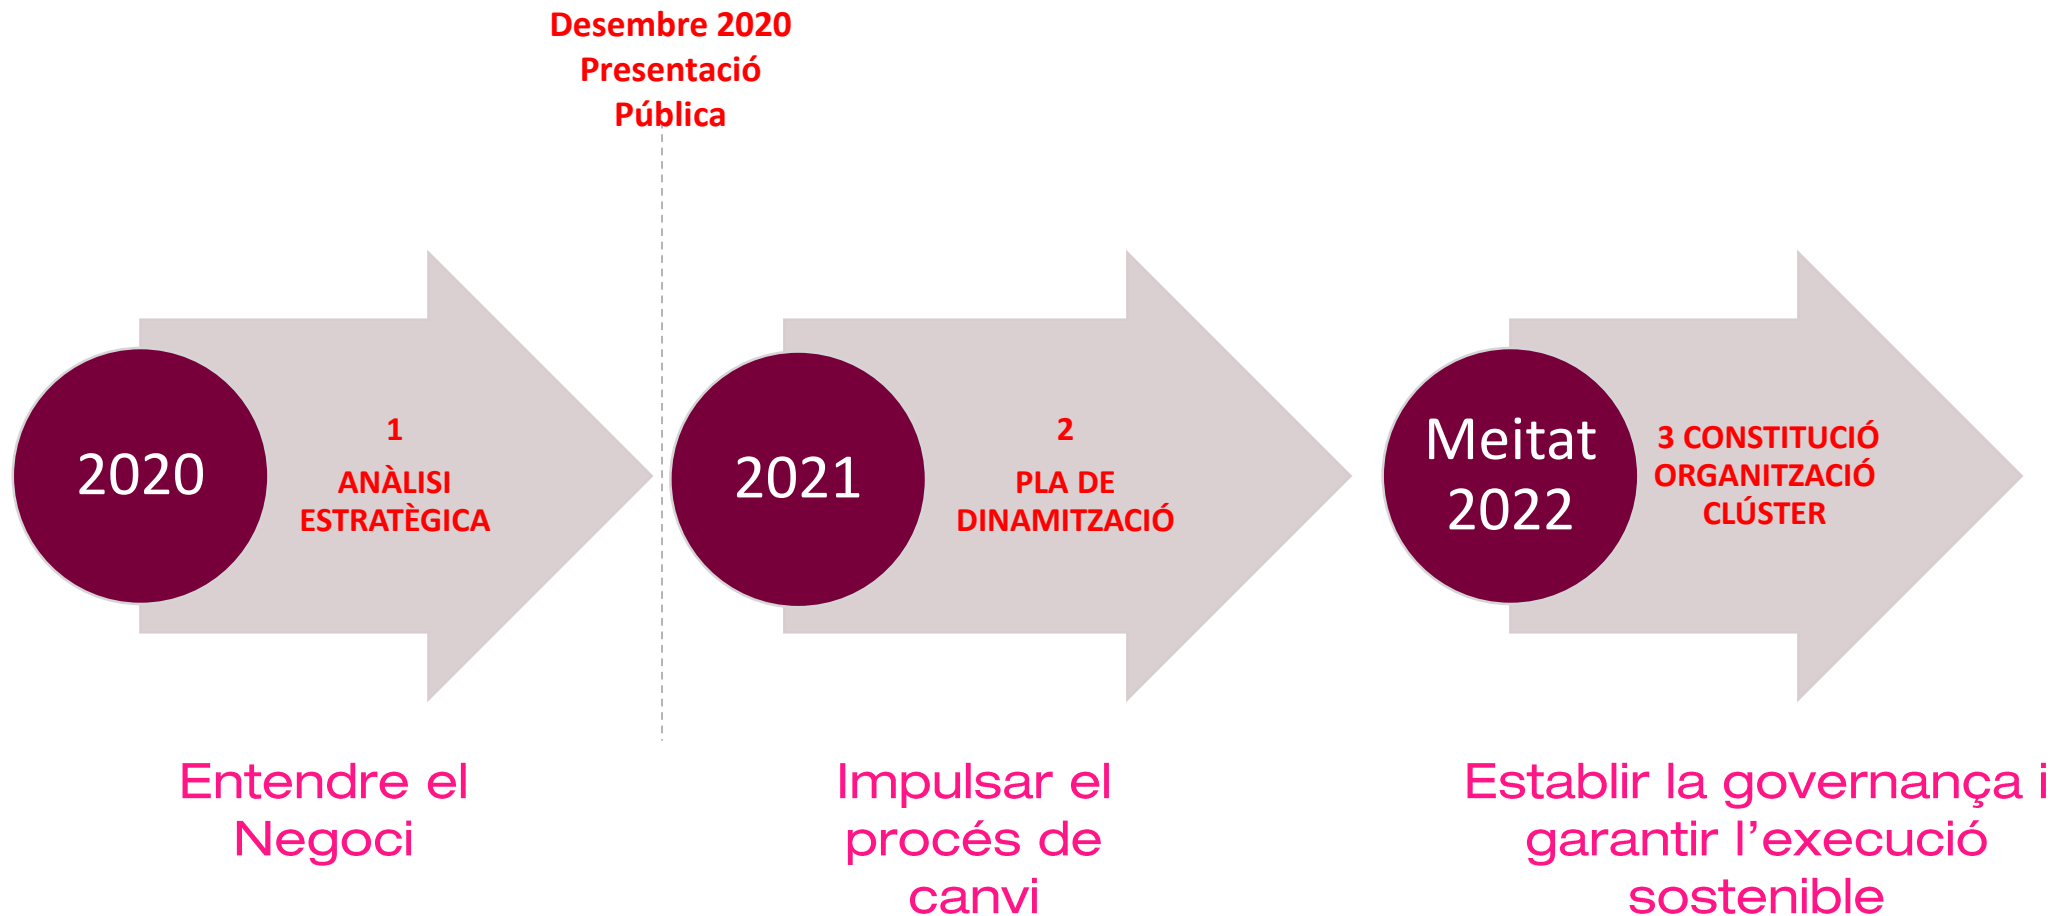 Desembre 2020
Presentació
Pública
2020
1
ANÀLISI
ESTRATÈGICA
2021
2
PLA DE
DINAMITZACIÓ
Meitat
2022
3 CONSTITUCIÓ
ORGANITZACIÓ
CLÚSTER
Entendre el
Negoci
Impulsar el
procés de
canvi
Establir la governança i
garantir l’execució
sostenible